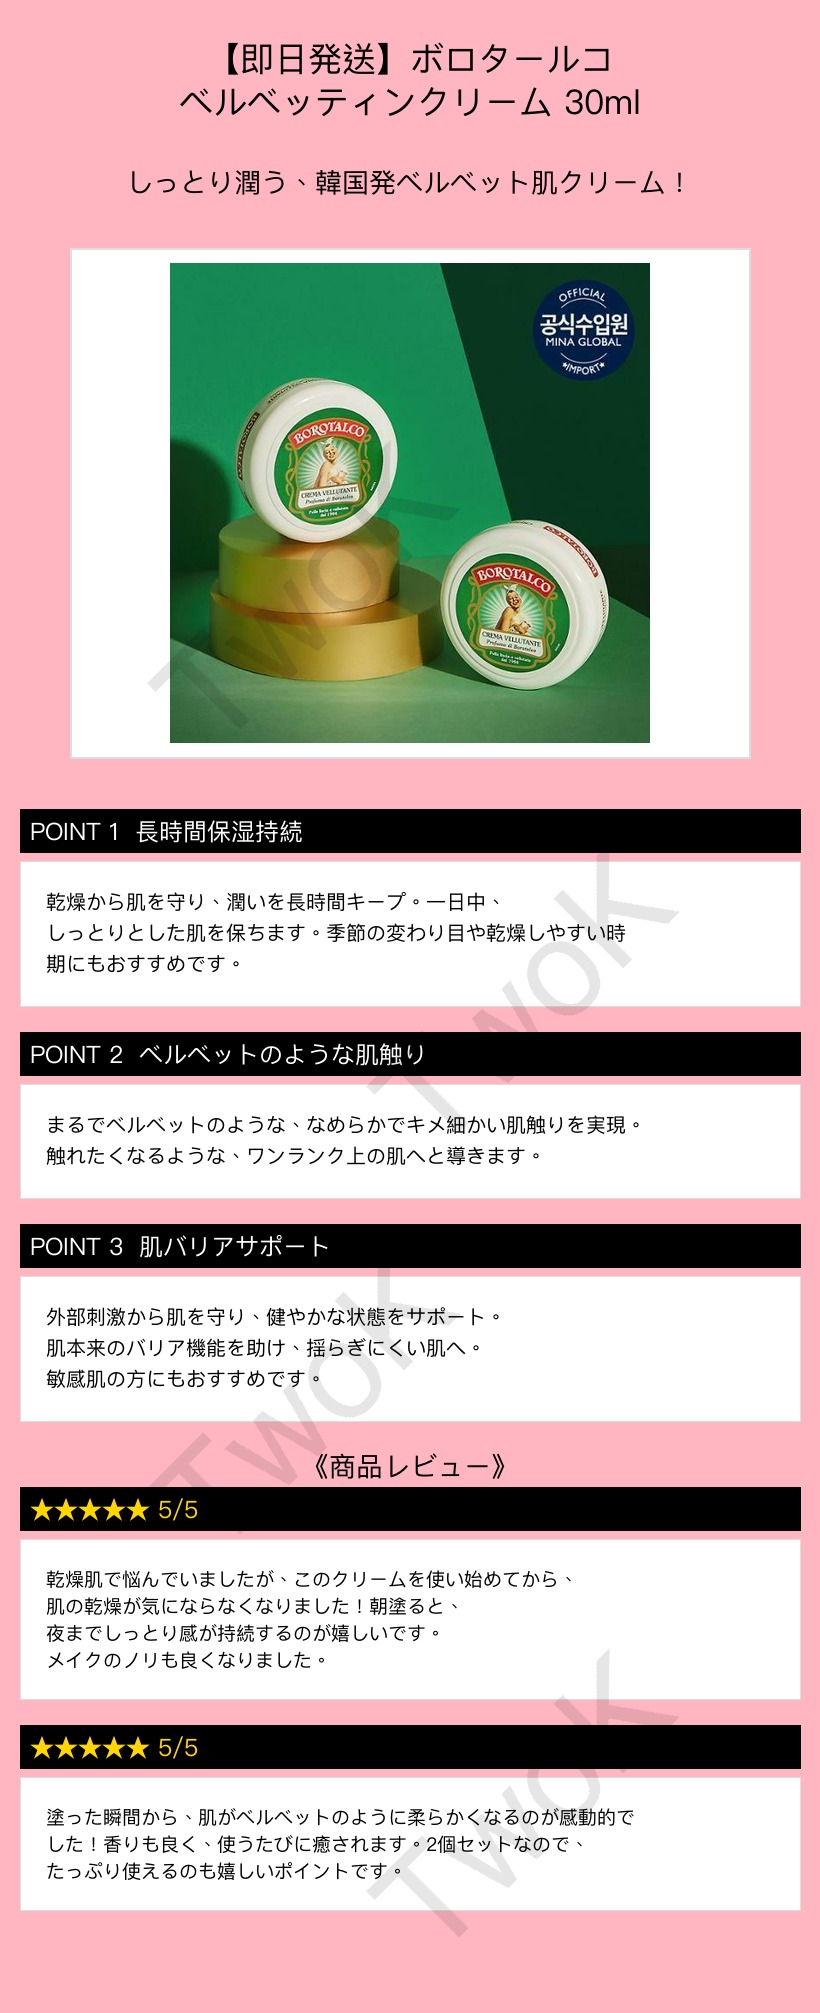 【即日発送】ボロタールコ
ベルベッティンクリーム 30ml
しっとり潤う、韓国発ベルベット肌クリーム！
OFFICIAL
공식수입원
MINA GLOBAL
★IMPORT★
BOROTALCO
CREMA VELLUTANTE
Profumo di Borotalco
Pelle liscia e vellutata
dal 1904
BOROTALCO
CREMA VELLUTANTE
Profumo di Borotalco
Pelle liscia e vellutata
dal 1904
TwoK
POINT 1 長時間保湿持続
乾燥から肌を守り、潤いを長時間キープ。一日中、
しっとりとした肌を保ちます。季節の変わり目や乾燥しやすい時
期にもおすすめです。
TwoK
POINT 2 ベルベットのような肌触り
まるでベルベットのような、なめらかでキメ細かい肌触りを実現。
触れたくなるような、ワンランク上の肌へと導きます。
POINT 3 肌バリアサポート
外部刺激から肌を守り、健やかな状態をサポート。
肌本来のバリア機能を助け、揺らぎにくい肌へ。
敏感肌の方にもおすすめです。
TwoK
《商品レビュー》
★★★★★ 5/5
乾燥肌で悩んでいましたが、このクリームを使い始めてから、
肌の乾燥が気にならなくなりました！朝塗ると、
夜までしっとり感が持続するのが嬉しいです。
メイクのノリも良くなりました。
★★★★★ 5/5
塗った瞬間から、肌がベルベットのように柔らかくなるのが感動的で
した！香りも良く、使うたびに癒されます。2個セットなので、
たっぷり使えるのも嬉しいポイントです。
TwoK